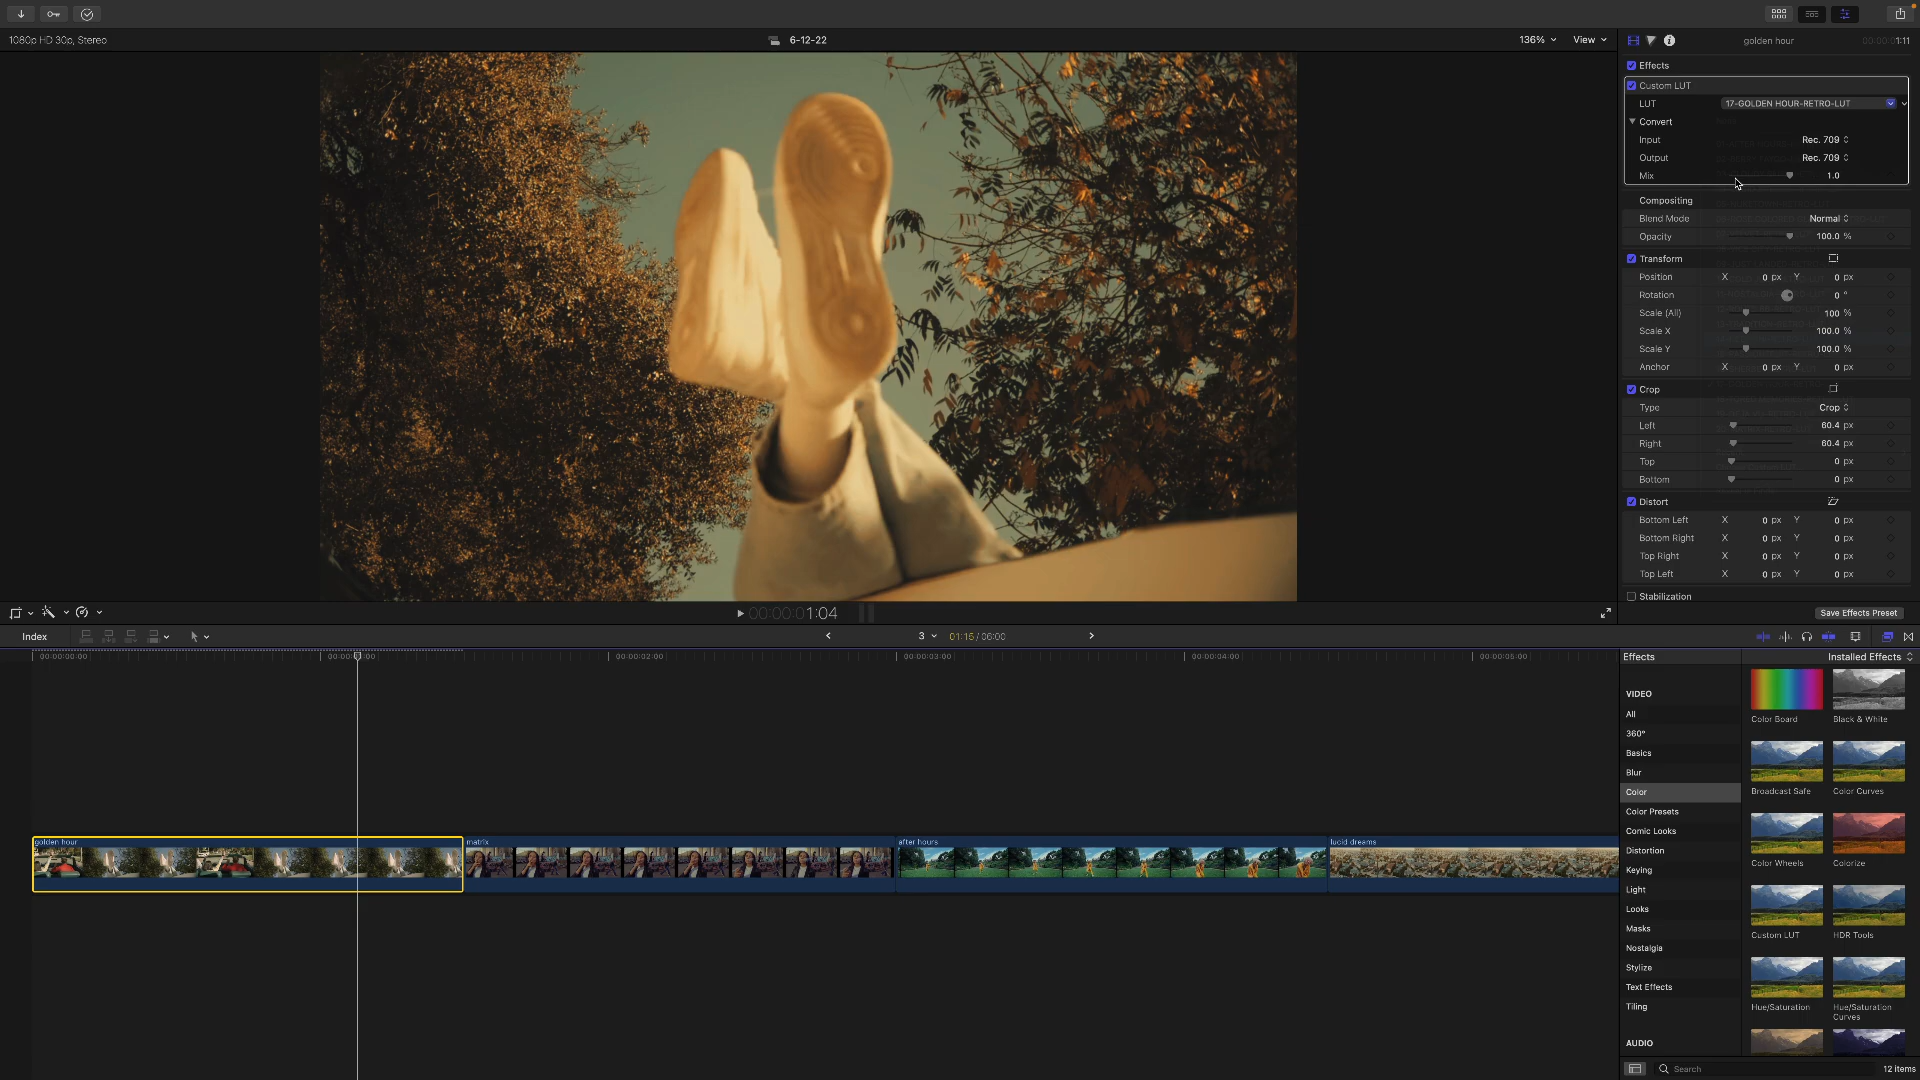 1080p HD 30p, Stereo
6-12-22
136%
View
golden hour
00:00:01:11
Effects
Custom LUT
LUT
17-GOLDEN HOUR-RETRO-LUT
Convert
Input
Rec. 709
Output
Rec. 709
Mix
1.0
Compositing
Blend Mode
Normal
Opacity
100.0 %
Transform
Position
X 0 px Y 0 px
Rotation
0 °
Scale (All)
100 %
Scale X
100.0 %
Scale Y
100.0 %
Anchor
X 0 px Y 0 px
Crop
Type
Crop
Left
60.4 px
Right
60.4 px
Top
0 px
Bottom
0 px
Distort
Bottom Left
X 0 px Y 0 px
Bottom Right
X 0 px Y 0 px
Top Right
X 0 px Y 0 px
Top Left
X 0 px Y 0 px
Stabilization
Save Effects Preset
00:00:01:04
Index
3
01:15 / 06:00
00:00:00:00
00:00:02:00
00:00:03:00
00:00:04:00
00:00:05:00
golden hour
matrix
after hours
lucid dreams
Effects
Installed Effects
VIDEO
All
360°
Basics
Blur
Color
Color Presets
Comic Looks
Distortion
Keying
Light
Looks
Masks
Nostalgia
Stylize
Text Effects
Tiling
AUDIO
Color Board
Black & White
Broadcast Safe
Color Curves
Color Wheels
Colorize
Custom LUT
HDR Tools
Hue/Saturation
Hue/Saturation
Curves
Search
12 items